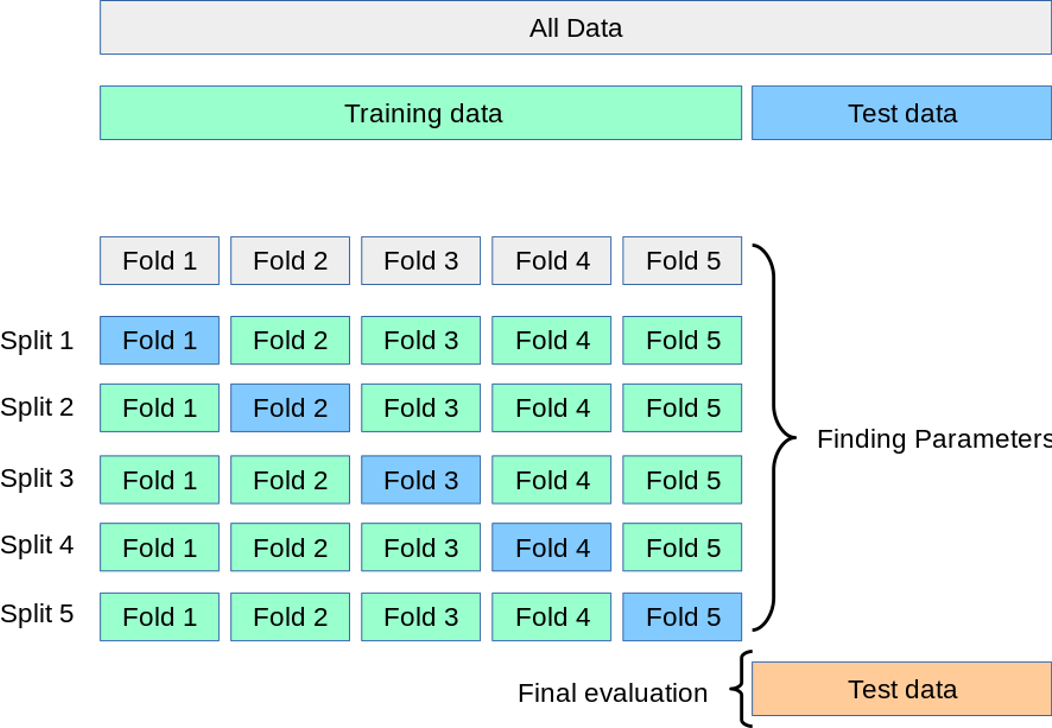 All Data
Training data Test data
Fold 1 Fold 2 Fold 3 Fold 4 Fold 5
Split 1 Fold 1 Fold 2 Fold 3 Fold 4 Fold 5
Split 2 Fold 1 Fold 2 Fold 3 Fold 4 Fold 5
Finding Parameters
Split 3 Fold 1 Fold 2 Fold 3 Fold 4 Fold 5
Split 4 Fold 1 Fold 2 Fold 3 Fold 4 Fold 5
Split 5 Fold 1 Fold 2 Fold 3 Fold 4 Fold 5
Final evaluation Test data